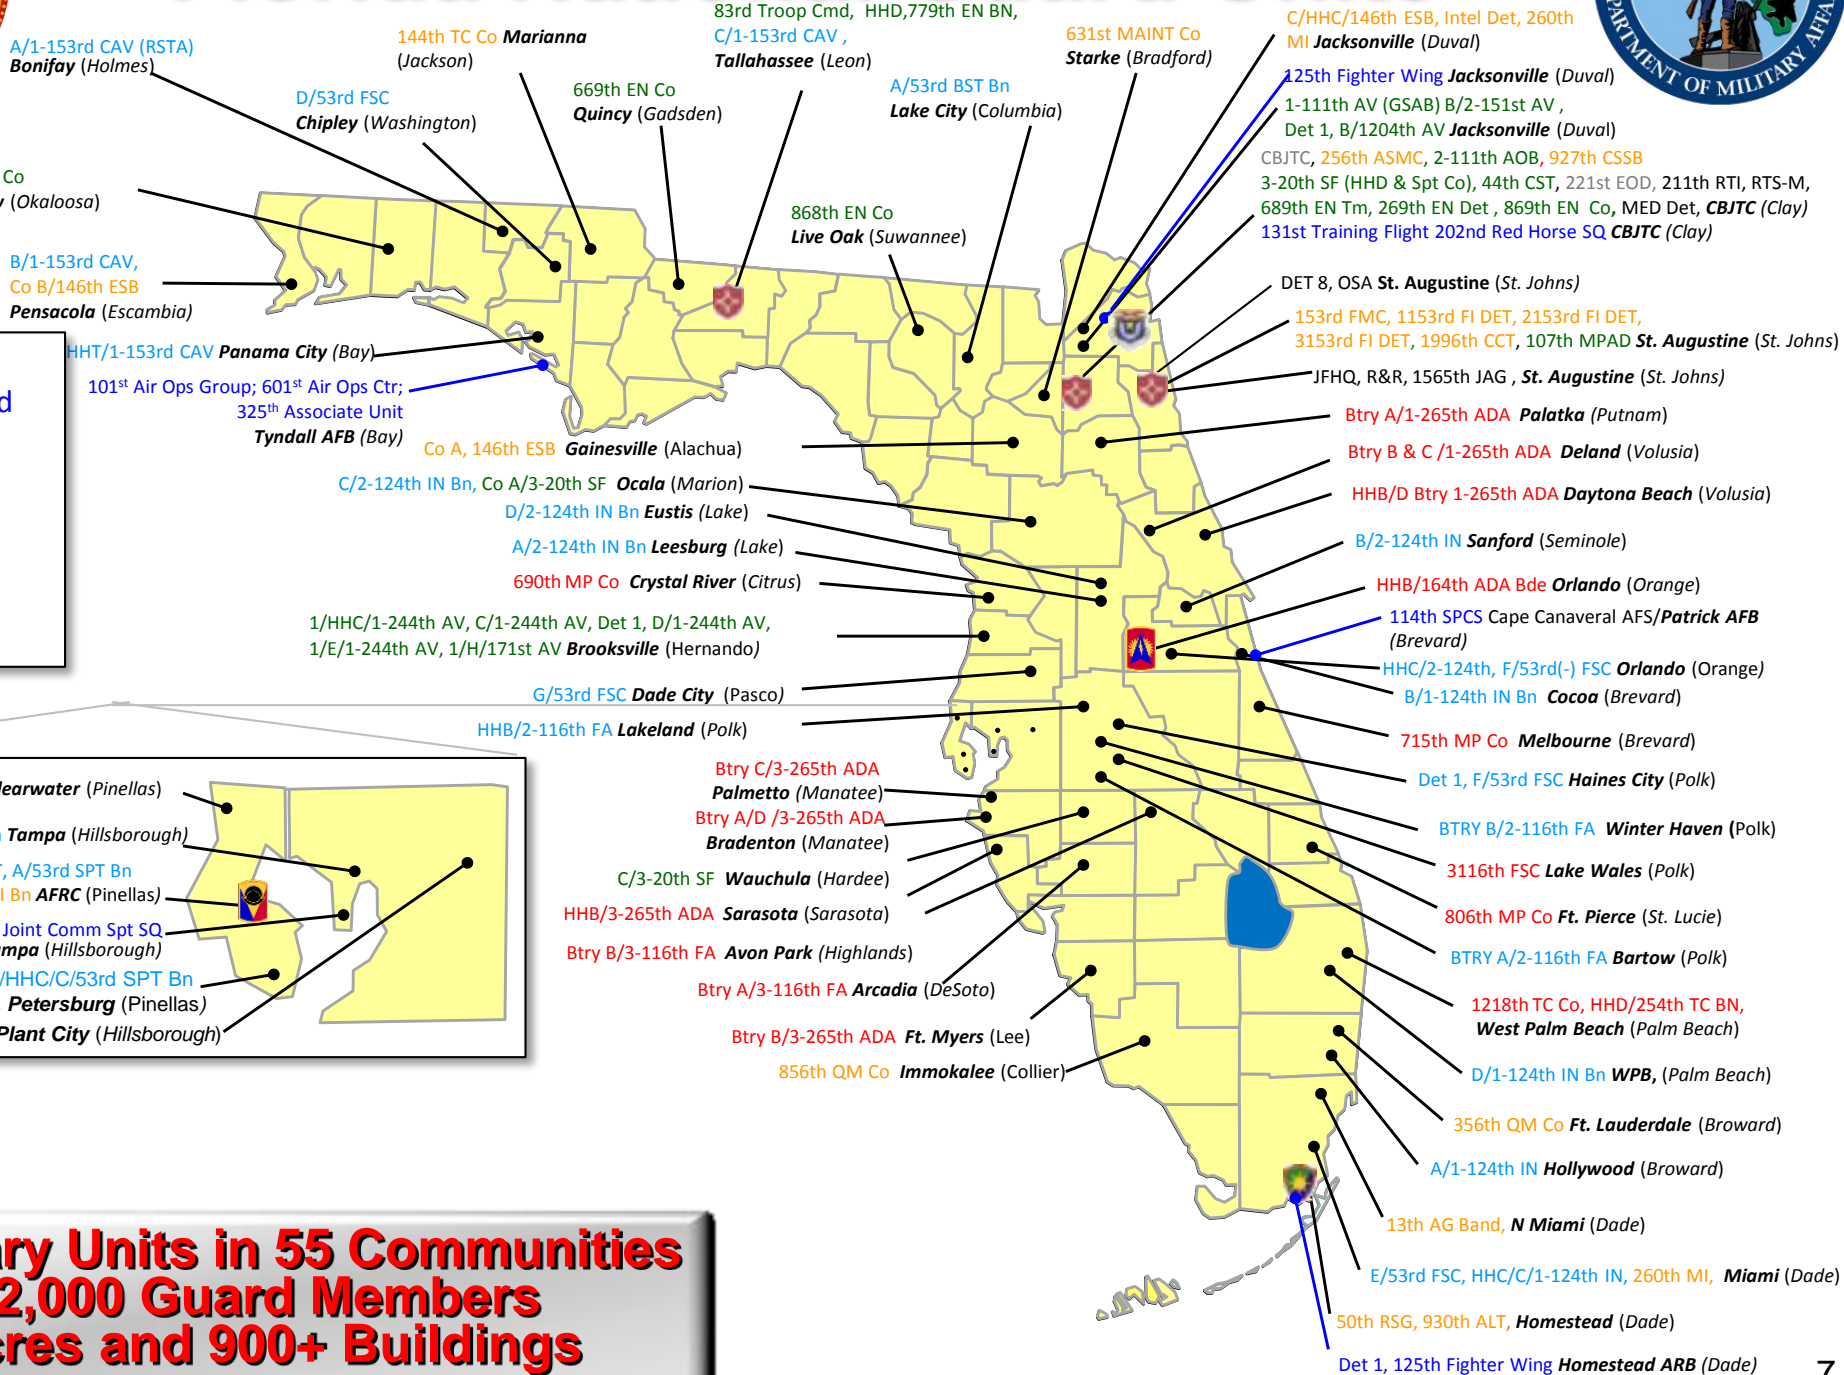 83rd Troop Cmd, HHD,779th EN BN,
C/1-153rd CAV ,
Tallahassee (Leon)
A/1-153rd CAV (RSTA)
Bonifay (Holmes)
144th TC Co Marianna
(Jackson)
D/53rd FSC
Chipley (Washington)
669th EN Co
Quincy (Gadsden)
A/53rd BST Bn
Lake City (Columbia)
631st MAINT Co
Starke (Bradford)
C/HHC/146th ESB, Intel Det, 260th
MI Jacksonville (Duval)
125th Fighter Wing Jacksonville (Duval)
1-111th AV (GSAB) B/2-151st AV ,
Det 1, B/1204th AV Jacksonville (Duval)
CBJTC, 256th ASMC, 2-111th AOB, 927th CSSB
3-20th SF (HHD & Spt Co), 44th CST, 221st EOD, 211th RTI, RTS-M,
689th EN Tm, 269th EN Det , 869th EN Co, MED Det, CBJTC (Clay)
131st Training Flight 202nd Red Horse SQ CBJTC (Clay)
PARTMENT OF MILITARY AFFA
Co
(Okaloosa)
868th EN Co
Live Oak (Suwannee)
B/1-153rd CAV,
Co B/146th ESB
Pensacola (Escambia)
HHT/1-153rd CAV Panama City (Bay)
101st Air Ops Group; 601st Air Ops Ctr;
325th Associate Unit
Tyndall AFB (Bay)
d
DET 8, OSA St. Augustine (St. Johns)
153rd FMC, 1153rd FI DET, 2153rd FI DET,
3153rd FI DET, 1996th CCT, 107th MPAD St. Augustine (St. Johns)
JFHQ, R&R, 1565th JAG , St. Augustine (St. Johns)
Btry A/1-265th ADA Palatka (Putnam)
Btry B & C /1-265th ADA Deland (Volusia)
HHB/D Btry 1-265th ADA Daytona Beach (Volusia)
B/2-124th IN Sanford (Seminole)
HHB/164th ADA Bde Orlando (Orange)
114th SPCS Cape Canaveral AFS/Patrick AFB
(Brevard)
HHC/2-124th, F/53rd(-) FSC Orlando (Orange)
B/1-124th IN Bn Cocoa (Brevard)
715th MP Co Melbourne (Brevard)
Det 1, F/53rd FSC Haines City (Polk)
BTRY B/2-116th FA Winter Haven (Polk)
3116th FSC Lake Wales (Polk)
806th MP Co Ft. Pierce (St. Lucie)
BTRY A/2-116th FA Bartow (Polk)
1218th TC Co, HHD/254th TC BN,
West Palm Beach (Palm Beach)
D/1-124th IN Bn WPB, (Palm Beach)
356th QM Co Ft. Lauderdale (Broward)
A/1-124th IN Hollywood (Broward)
13th AG Band, N Miami (Dade)
E/53rd FSC, HHC/C/1-124th IN, 260th MI, Miami (Dade)
50th RSG, 930th ALT, Homestead (Dade)
Det 1, 125th Fighter Wing Homestead ARB (Dade)
Co A, 146th ESB Gainesville (Alachua)
C/2-124th IN Bn, Co A/3-20th SF Ocala (Marion)
D/2-124th IN Bn Eustis (Lake)
A/2-124th IN Bn Leesburg (Lake)
690th MP Co Crystal River (Citrus)
1/HHC/1-244th AV, C/1-244th AV, Det 1, D/1-244th AV,
1/E/1-244th AV, 1/H/171st AV Brooksville (Hernando)
G/53rd FSC Dade City (Pasco)
HHB/2-116th FA Lakeland (Polk)
Btry C/3-265th ADA
Palmetto (Manatee)
Btry A/D /3-265th ADA
Bradenton (Manatee)
C/3-20th SF Wauchula (Hardee)
HHB/3-265th ADA Sarasota (Sarasota)
Btry B/3-116th FA Avon Park (Highlands)
Btry A/3-116th FA Arcadia (DeSoto)
Btry B/3-265th ADA Ft. Myers (Lee)
856th QM Co Immokalee (Collier)
learwater (Pinellas)
Tampa (Hillsborough)
, A/53rd SPT Bn
I Bn AFRC (Pinellas)
Joint Comm Spt SQ
mpa (Hillsborough)
/HHC/C/53rd SPT Bn
Petersburg (Pinellas)
Plant City (Hillsborough)
ary Units in 55 Communities
2,000 Guard Members
cres and 900+ Buildings
7